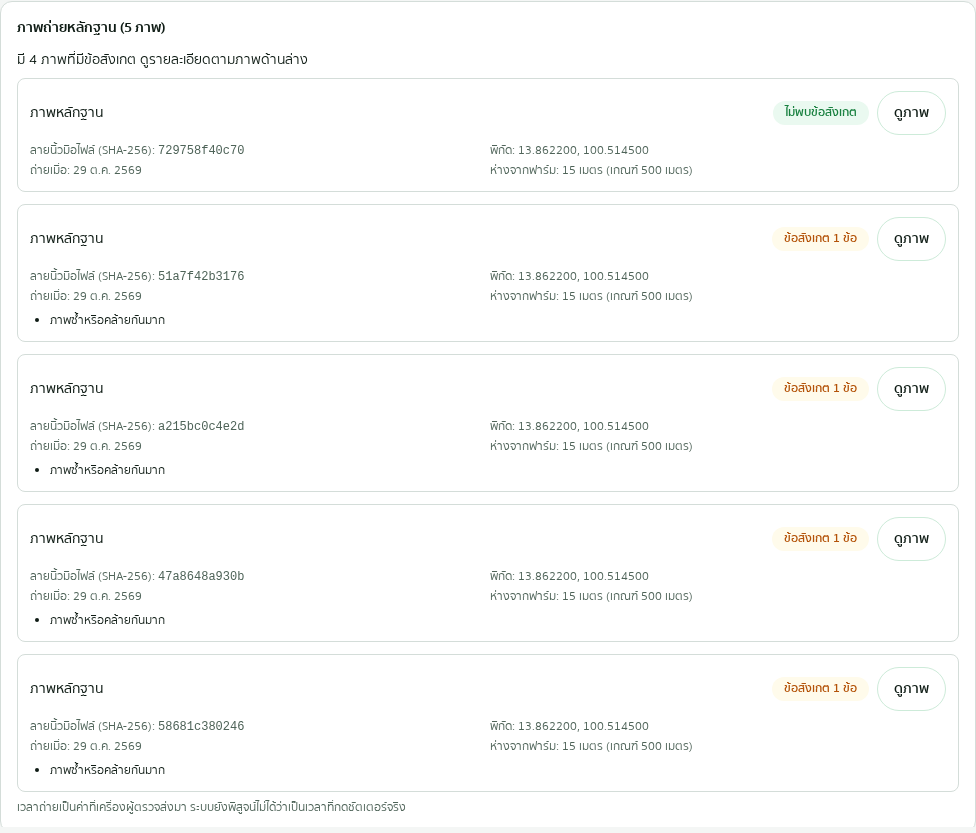 ภาพถ่ายหลักฐาน (5 ภาพ)
มี 4 ภาพที่มีข้อสังเกต ดูรายละเอียดตามภาพด้านล่าง
ภาพหลักฐาน
ไม่พบข้อสังเกต
ดูภาพ
ลายนิ้วมือไฟล์ (SHA-256): 729758f40c70
พิกัด: 13.862200, 100.514500
ถ่ายเมื่อ: 29 ต.ค. 2569
ห่างจากฟาร์ม: 15 เมตร (เกณฑ์ 500 เมตร)
ภาพหลักฐาน
ข้อสังเกต 1 ข้อ
ดูภาพ
ลายนิ้วมือไฟล์ (SHA-256): 51a7f42b3176
พิกัด: 13.862200, 100.514500
ถ่ายเมื่อ: 29 ต.ค. 2569
ห่างจากฟาร์ม: 15 เมตร (เกณฑ์ 500 เมตร)
• ภาพซ้ำหรือคล้ายกันมาก
ภาพหลักฐาน
ข้อสังเกต 1 ข้อ
ดูภาพ
ลายนิ้วมือไฟล์ (SHA-256): a215bc0c4e2d
พิกัด: 13.862200, 100.514500
ถ่ายเมื่อ: 29 ต.ค. 2569
ห่างจากฟาร์ม: 15 เมตร (เกณฑ์ 500 เมตร)
• ภาพซ้ำหรือคล้ายกันมาก
ภาพหลักฐาน
ข้อสังเกต 1 ข้อ
ดูภาพ
ลายนิ้วมือไฟล์ (SHA-256): 47a8648a930b
พิกัด: 13.862200, 100.514500
ถ่ายเมื่อ: 29 ต.ค. 2569
ห่างจากฟาร์ม: 15 เมตร (เกณฑ์ 500 เมตร)
• ภาพซ้ำหรือคล้ายกันมาก
ภาพหลักฐาน
ข้อสังเกต 1 ข้อ
ดูภาพ
ลายนิ้วมือไฟล์ (SHA-256): 58681c380246
พิกัด: 13.862200, 100.514500
ถ่ายเมื่อ: 29 ต.ค. 2569
ห่างจากฟาร์ม: 15 เมตร (เกณฑ์ 500 เมตร)
• ภาพซ้ำหรือคล้ายกันมาก
เวลาถ่ายเป็นค่าที่เครื่องผู้ตรวจส่งมา ระบบยังพิสูจน์ไม่ได้ว่าเป็นเวลาที่กดชัตเตอร์จริง